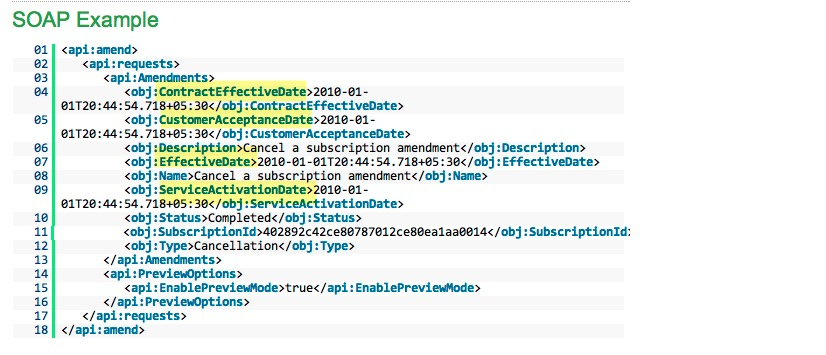 SOAP Example
01 <api:amend>
02 <api:requests>
03 <api:Amendments>
04 <obj:ContractEffectiveDate>2010-01-
01T20:44:54.718+05:30</obj:ContractEffectiveDate>
05 <obj:CustomerAcceptanceDate>2010-01-
01T20:44:54.718+05:30</obj:CustomerAcceptanceDate>
06 <obj:Description>Cancel a subscription amendment</obj:Description>
07 <obj:EffectiveDate>2010-01-01T20:44:54.718+05:30</obj:EffectiveDate>
08 <obj:Name>Cancel a subscription amendment</obj:Name>
09 <obj:ServiceActivationDate>2010-01-
01T20:44:54.718+05:30</obj:ServiceActivationDate>
10 <obj:Status>Completed</obj:Status>
11 <obj:SubscriptionId>402892c42ce80787012ce80ea1aa0014</obj:SubscriptionId>
12 <obj:Type>Cancellation</obj:Type>
13 </api:Amendments>
14 <api:PreviewOptions>
15 <api:EnablePreviewMode>true</api:EnablePreviewMode>
16 </api:PreviewOptions>
17 </api:requests>
18 </api:amend>